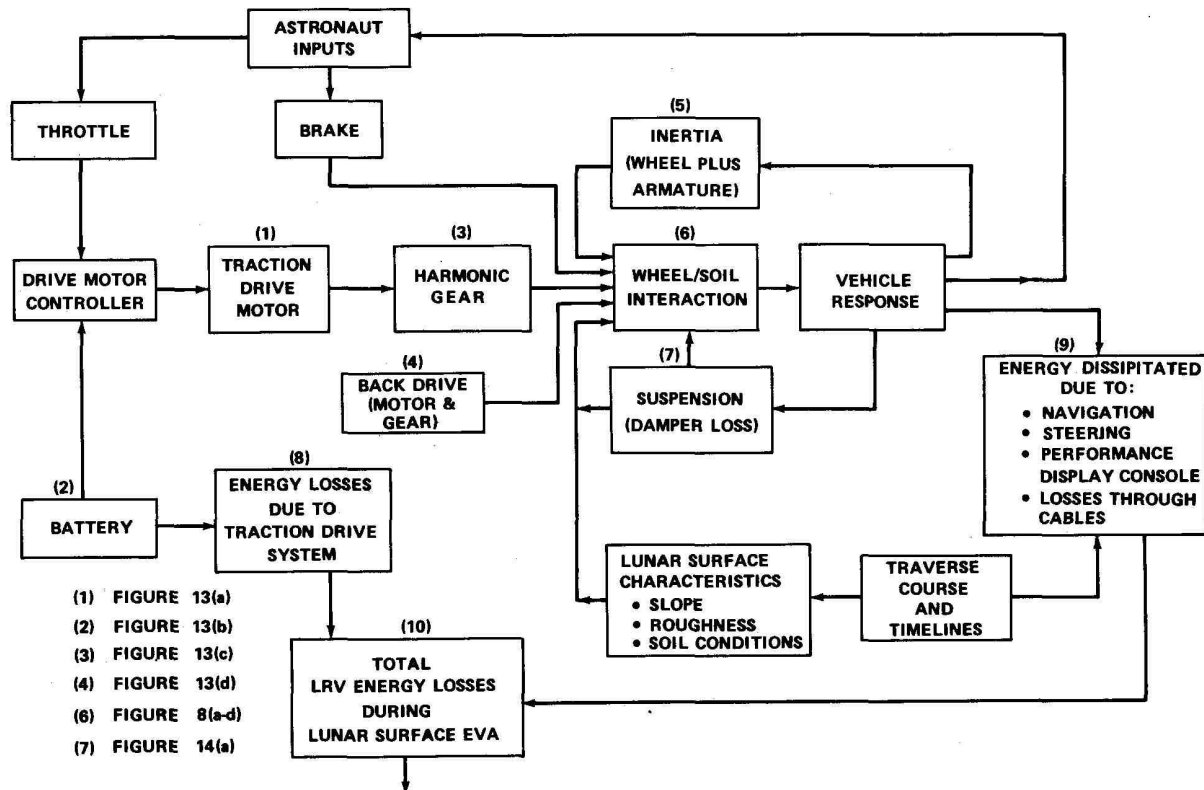 ASTRONAUT
INPUTS
THROTTLE
BRAKE
(5)
INERTIA
(WHEEL PLUS
ARMATURE)
DRIVE MOTOR
CONTROLLER
(1)
TRACTION
DRIVE
MOTOR
(3)
HARMONIC
GEAR
(6)
WHEEL/SOIL
INTERACTION
VEHICLE
RESPONSE
(4)
BACK DRIVE
(MOTOR &
GEAR)
(7)
SUSPENSION
(DAMPER LOSS)
(9)
ENERGY DISSIPITATED
DUE TO:
• NAVIGATION
• STEERING
• PERFORMANCE
DISPLAY CONSOLE
• LOSSES THROUGH
CABLES
(2)
BATTERY
(8)
ENERGY LOSSES
DUE TO
TRACTION DRIVE
SYSTEM
LUNAR SURFACE
CHARACTERISTICS
• SLOPE
• ROUGHNESS
• SOIL CONDITIONS
TRAVERSE
COURSE
AND
TIMELINES
(10)
TOTAL
LRV ENERGY LOSSES
DURING
LUNAR SURFACE EVA
(1) FIGURE 13(a)
(2) FIGURE 13(b)
(3) FIGURE 13(c)
(4) FIGURE 13(d)
(6) FIGURE 8(a-d)
(7) FIGURE 14(a)